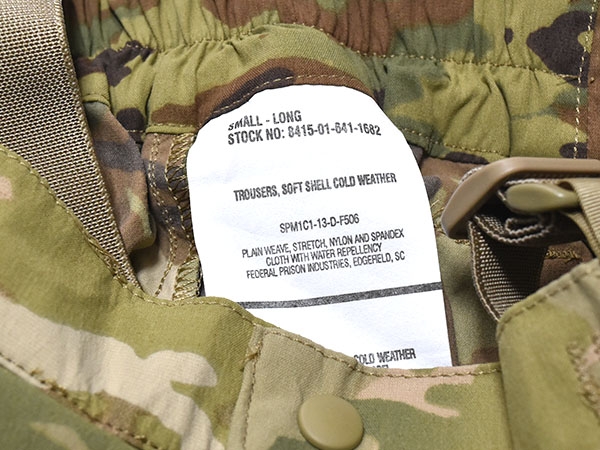 SMALL - LONG
STOCK NO: 8415-01-641-1682
TROUSERS, SOFT SHELL COLD WEATHER
SPM1C1-13-D-F506
PLAIN WEAVE, STRETCH, NYLON AND SPANDEX
CLOTH WITH WATER REPELLENCY
FEDERAL PRISON INDUSTRIES, EDGEFIELD, SC
COLD WEATHER